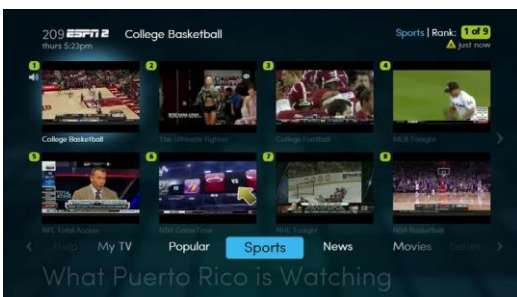 209 ESPN 2 College Basketball
thurs 5:23pm
Sports | Rank: 1 of 9
just now
1
2
3
4
College Basketball
The Ultimate Fighter
College Football
MLB Tonight
5
6
7
8
NFL Total Access
NBA GameTime
NHL Tonight
NBA Basketball
Help My TV Popular Sports News Movies Series
What Puerto Rico is Watching